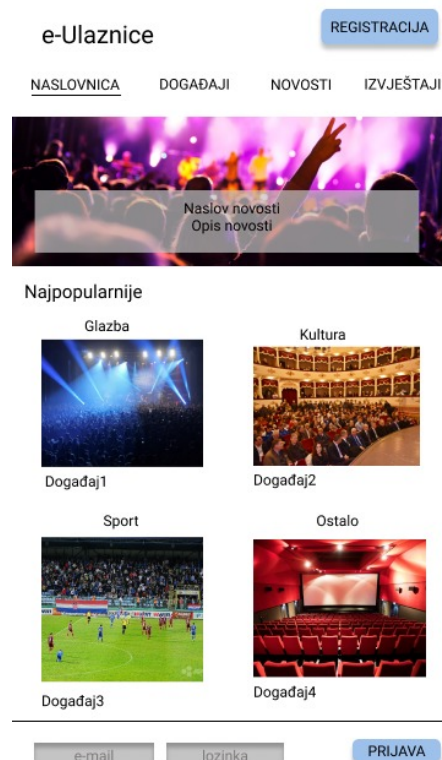 e-Ulaznice
REGISTRACIJA
NASLOVNICA DOGAĐAJI NOVOSTI IZVJEŠTAJI
Naslov novosti
Opis novosti
Najpopularnije
Glazba
Kultura
Događaj1
Događaj2
Sport
Ostalo
Događaj3
Događaj4
e-mail
lozinka
PRIJAVA